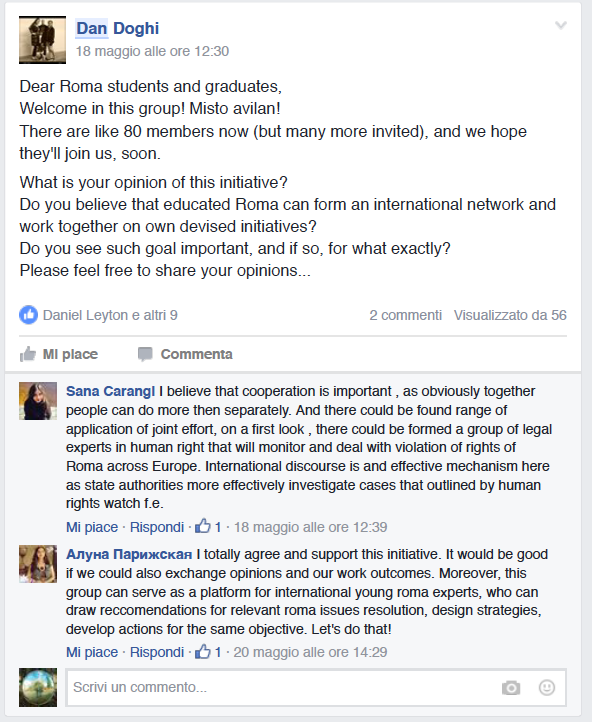 Dan Doghi
18 maggio alle ore 12:30
Dear Roma students and graduates,
Welcome in this group! Misto avilan!
There are like 80 members now (but many more invited), and we hope
they'll join us, soon.
What is your opinion of this initiative?
Do you believe that educated Roma can form an international network and
work together on own devised initiatives?
Do you see such goal important, and if so, for what exactly?
Please feel free to share your opinions...
Daniel Leyton e altri 9 2 commenti Visualizzato da 56
Mi piace Commenta
Sana Carangi I believe that cooperation is important , as obviously together
people can do more then separately. And there could be found range of
application of joint effort, on a first look , there could be formed a group of legal
experts in human right that will monitor and deal with violation of rights of
Roma across Europe. International discourse is and effective mechanism here
as state authorities more effectively investigate cases that outlined by human
rights watch f.e.
Mi piace · Rispondi · 1 · 18 maggio alle ore 12:39
Алуна Парижская I totally agree and support this initiative. It would be good
if we could also exchange opinions and our work outcomes. Moreover, this
group can serve as a platform for international young roma experts, who can
draw reccomendations for relevant roma issues resolution, design strategies,
develop actions for the same objective. Let's do that!
Mi piace · Rispondi · 1 · 20 maggio alle ore 14:29
Scrivi un commento...